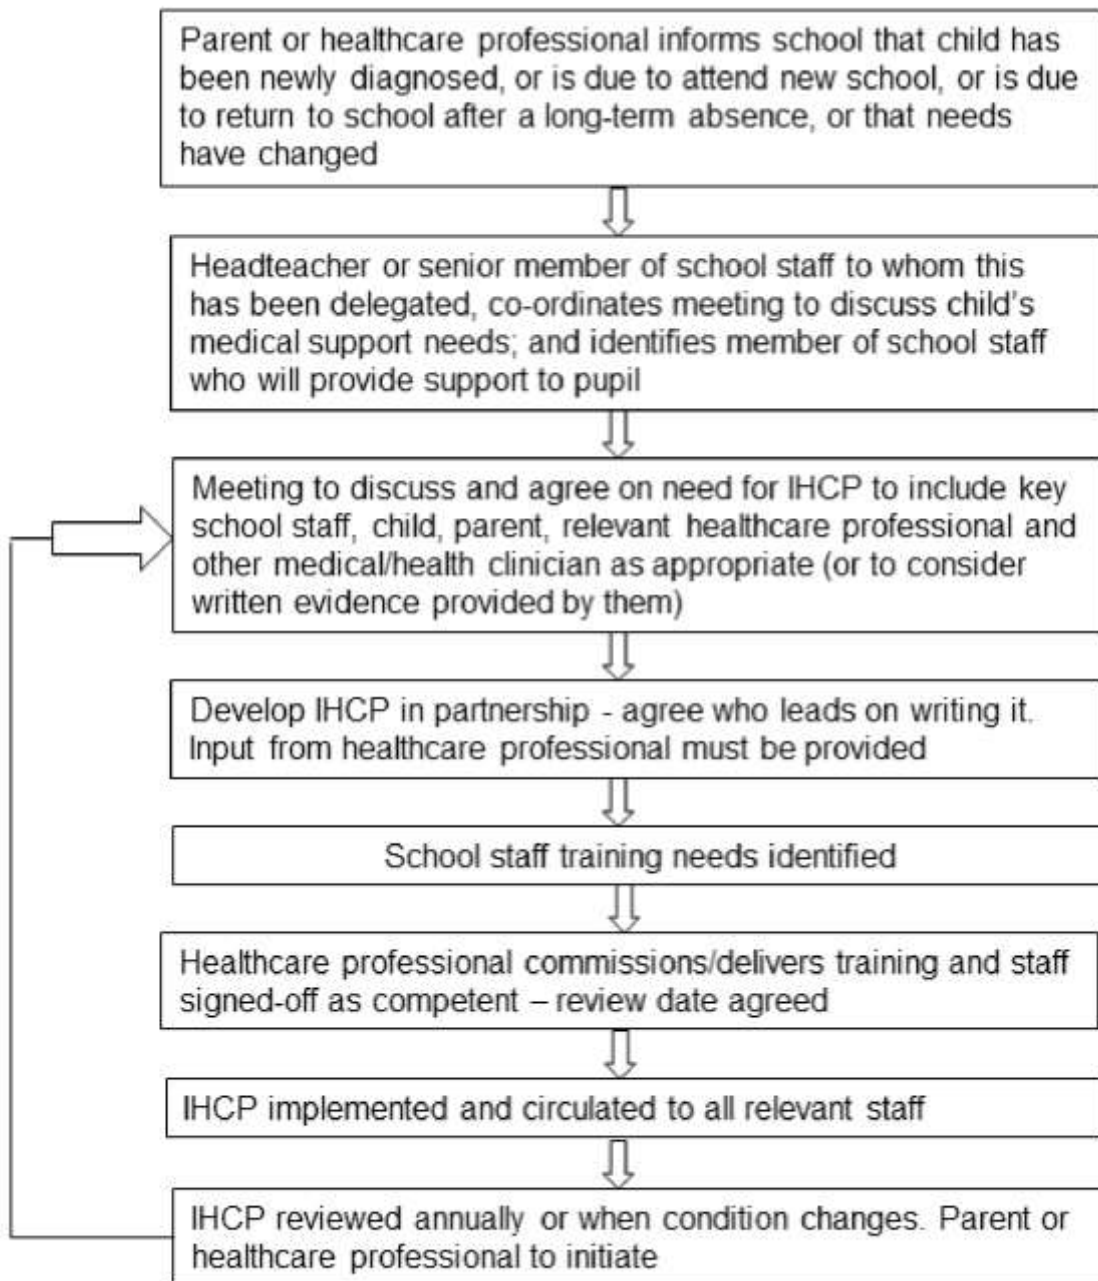 Parent or healthcare professional informs school that child has
been newly diagnosed, or is due to attend new school, or is due
to return to school after a long-term absence, or that needs
have changed
Headteacher or senior member of school staff to whom this
has been delegated, co-ordinates meeting to discuss child's
medical support needs; and identifies member of school staff
who will provide support to pupil
Meeting to discuss and agree on need for IHCP to include key
school staff, child, parent, relevant healthcare professional and
other medical/health clinician as appropriate (or to consider
written evidence provided by them)
Develop IHCP in partnership - agree who leads on writing it.
Input from healthcare professional must be provided
School staff training needs identified
Healthcare professional commissions/delivers training and staff
signed-off as competent – review date agreed
IHCP implemented and circulated to all relevant staff
IHCP reviewed annually or when condition changes. Parent or
healthcare professional to initiate